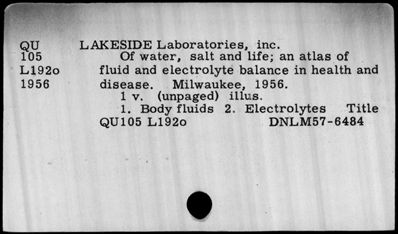 QU LAKESIDE Laboratories, inc.
105 Of water, salt and life; an atlas of
L192o fluid and electrolyte balance in health and
1956 disease. Milwaukee, 1956.
1 v. (unpaged) illus.
1. Body fluids 2. Electrolytes Title
QU105 L192o DNLM57-6484